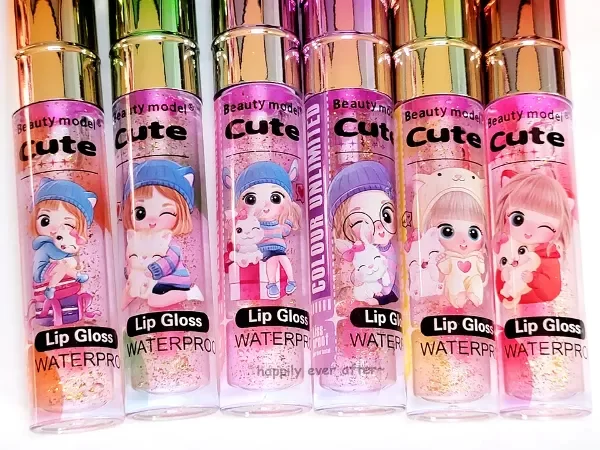 Beauty model®
Cute
Lip Gloss
WATERPRO
Beauty model®
Cute
Lip Gloss
WATERPROO
Beauty model®
Cute
Lip Gloss
WATERPRO
COLOUR UNLIMITED
Beauty model
Cute
Lip Gloss
WATERPRO
Beauty model®
Cute
Lip Gloss
WATERPRO
Beauty model®
Cute
Lip Gloss
WATERPRO
happily ever after~